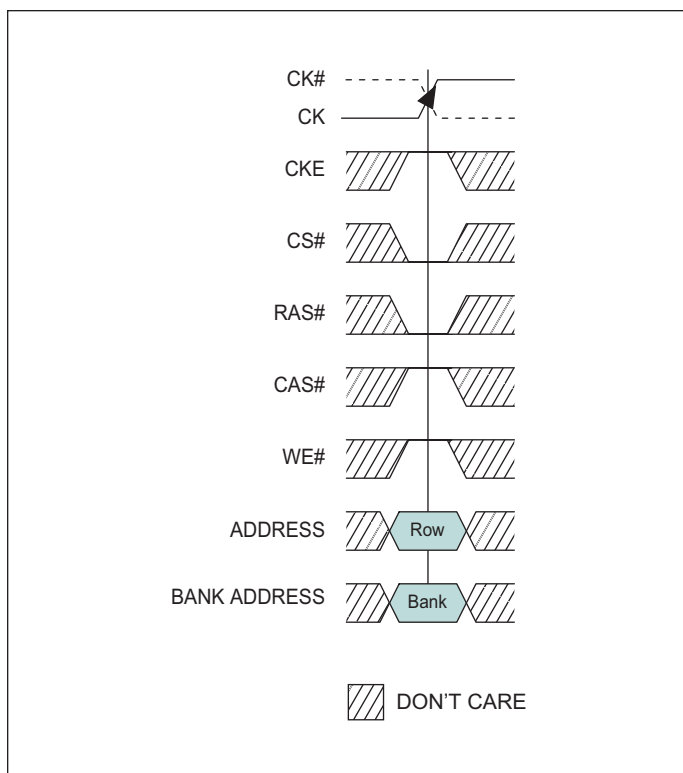 CK#
CK
CKE
CS#
RAS#
CAS#
WE#
ADDRESS
Row
BANK ADDRESS
Bank
DON'T CARE